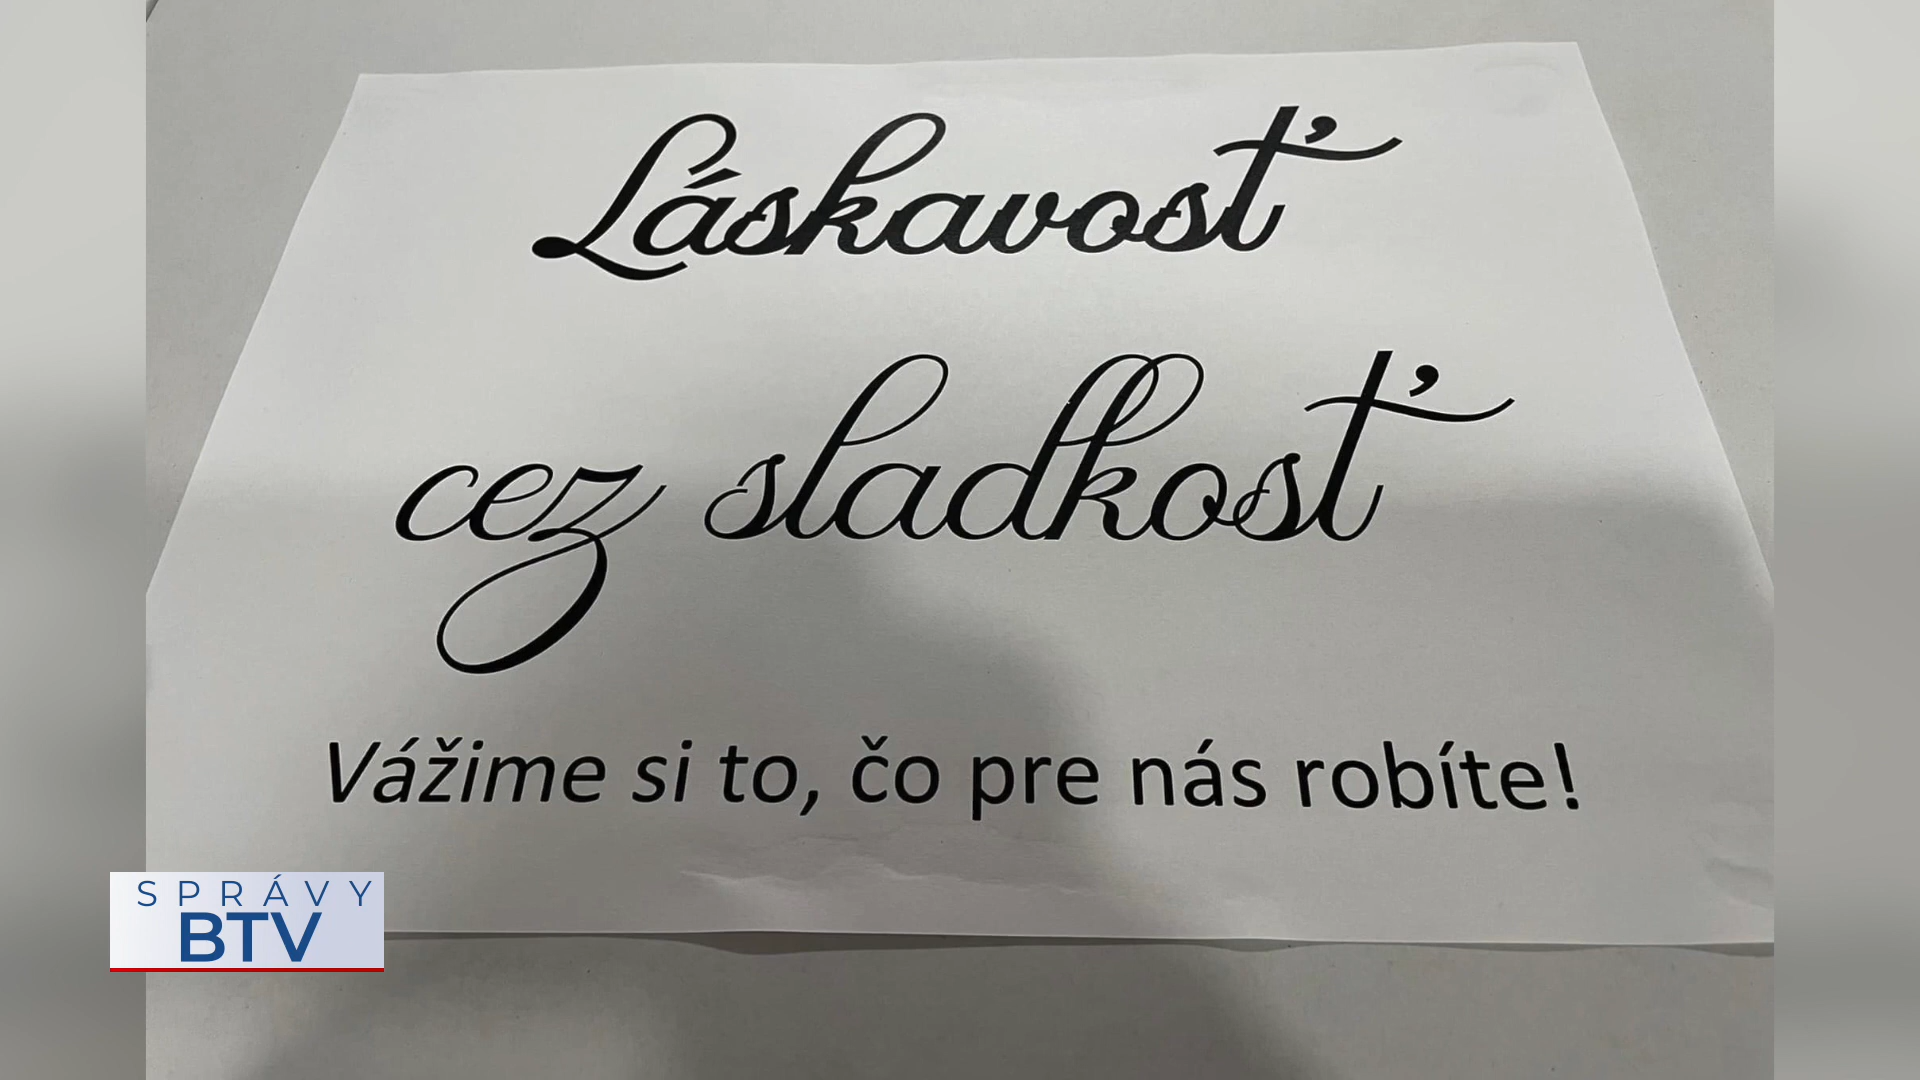 Láskavosť
cez sladkosť
Vážime si to, čo pre nás robíte!
SPRÁVY
BTV